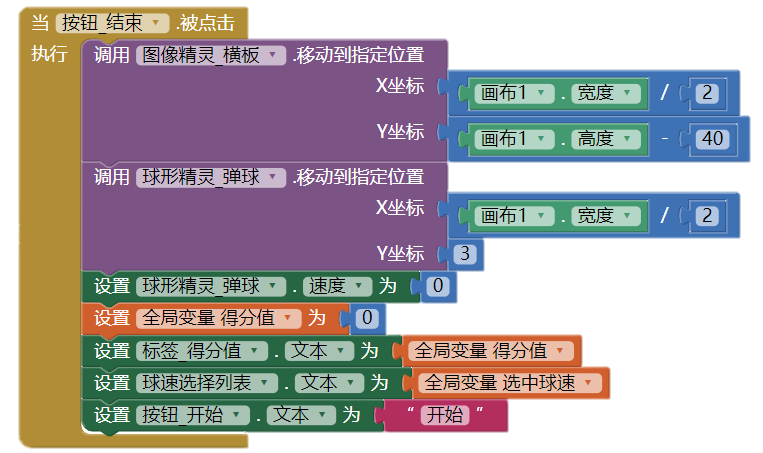 当 按钮_结束 .被点击
执行 调用 图像精灵_横板 .移动到指定位置
X坐标 画布1 . 宽度 / 2
Y坐标 画布1 . 高度 - 40
调用 球形精灵_弹球 .移动到指定位置
X坐标 画布1 . 宽度 / 2
Y坐标 3
设置 球形精灵_弹球 . 速度 为 0
设置 全局变量 得分值 为 0
设置 标签_得分值 . 文本 为 全局变量 得分值
设置 球速选择列表 . 文本 为 全局变量 选中球速
设置 按钮_开始 . 文本 为 “ 开始 ”